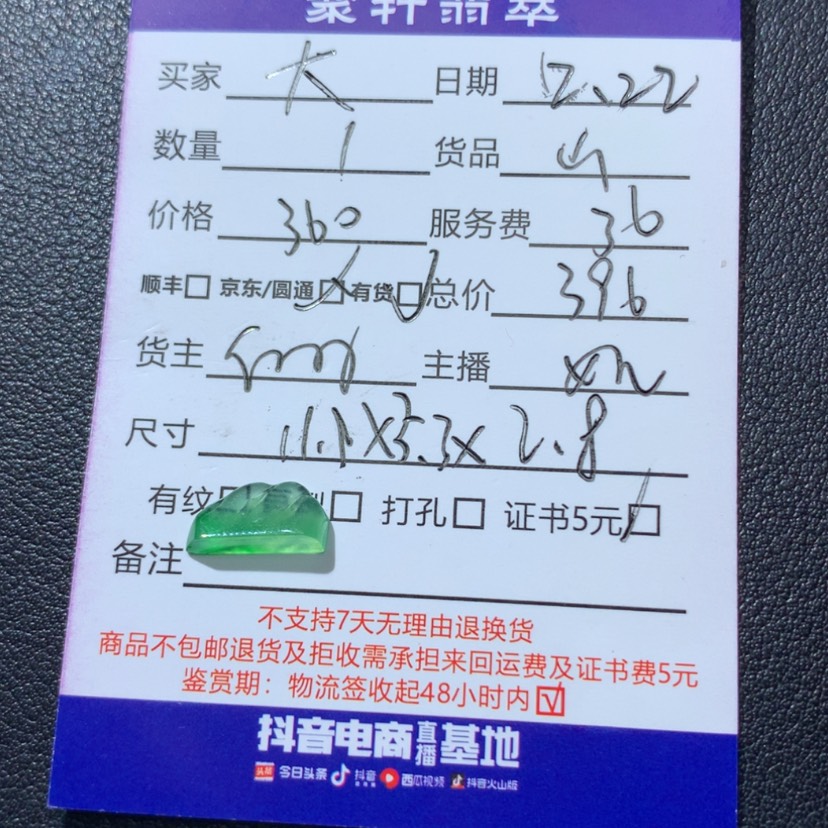 翡翠
买家 大 日期 12.22
数量 1 货品 山
价格 360 服务费 36
顺丰□ 京东/圆通□ 有货□ 总价 396
货主 主播
尺寸 11.1X5.3X2.8
有纹 □ 打孔□ 证书5元□
备注
不支持7天无理由退换货
商品不包邮退货及拒收需承担来回运费及证书费5元
鉴赏期：物流签收起48小时内☑
抖音电商直播基地
头条 今日头条 抖音 西瓜视频 抖音火山版